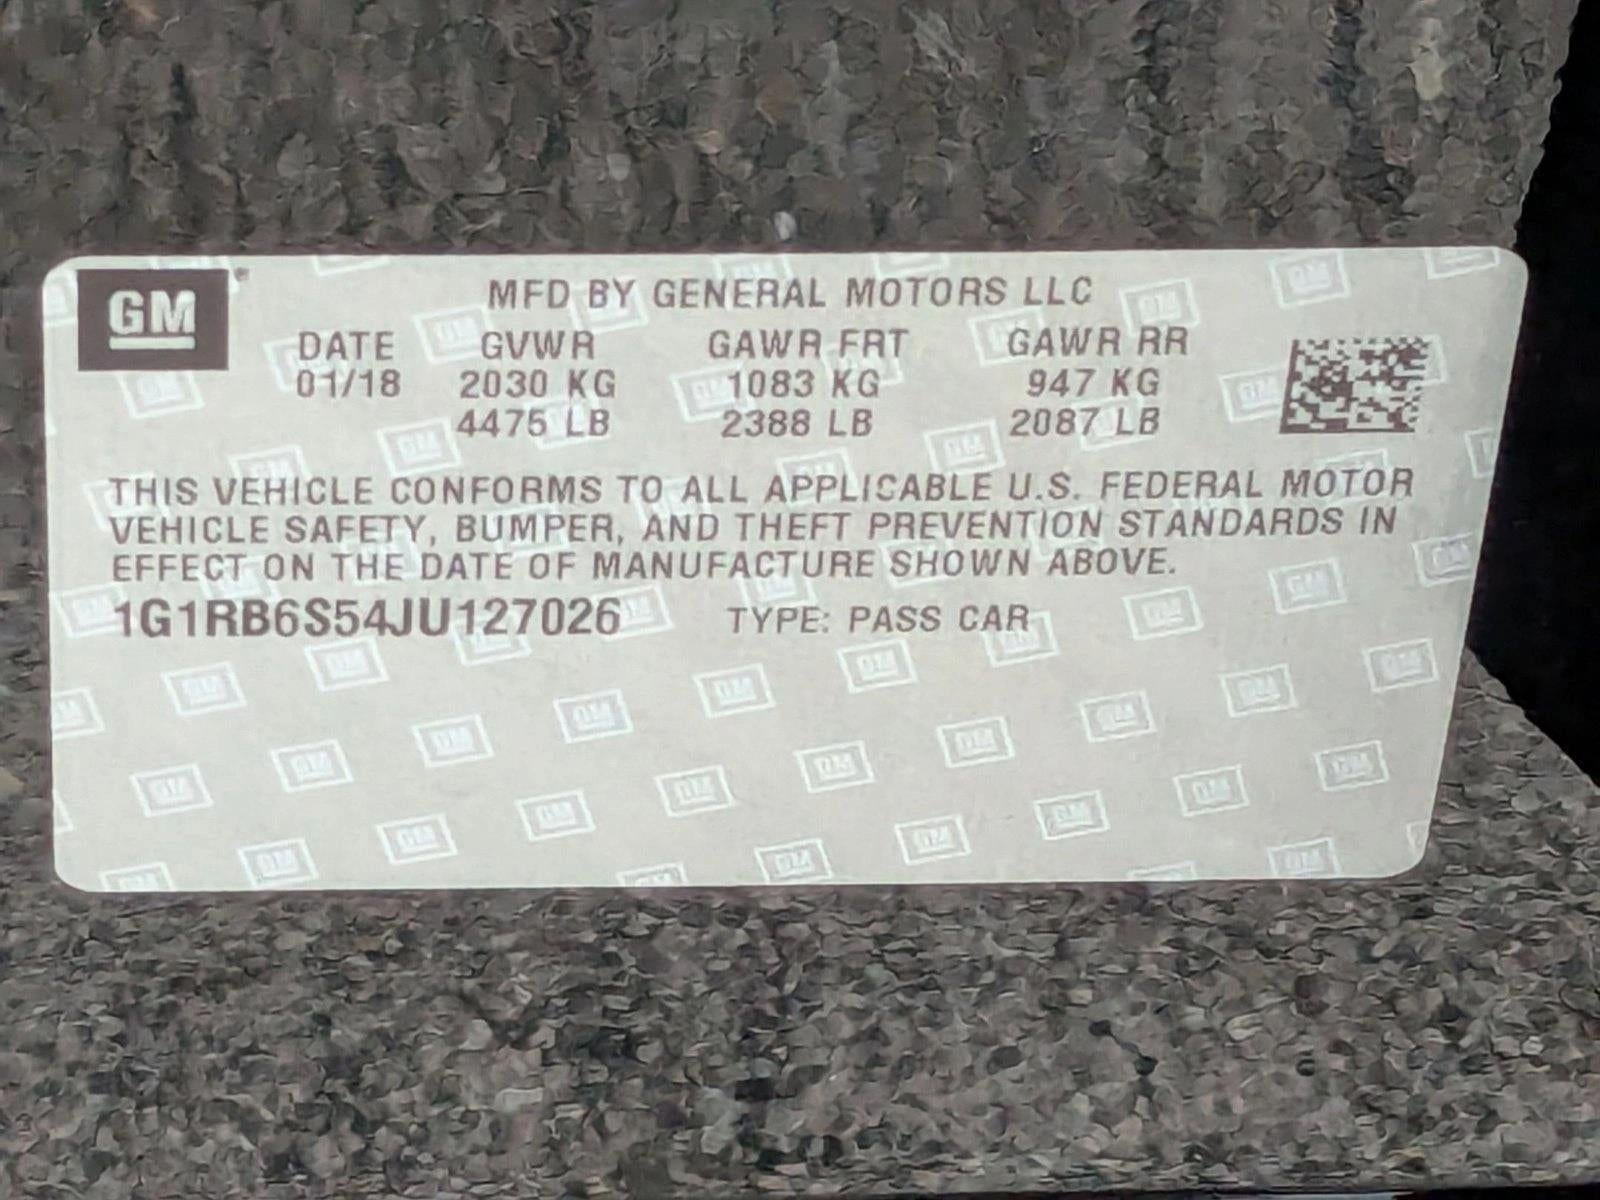 GM
MFD BY GENERAL MOTORS LLC
DATE GVWR GAWR FRT GAWR RR
01/18 2030 KG 1083 KG 947 KG
4475 LB 2388 LB 2087 LB
THIS VEHICLE CONFORMS TO ALL APPLICABLE U.S. FEDERAL MOTOR
VEHICLE SAFETY, BUMPER, AND THEFT PREVENTION STANDARDS IN
EFFECT ON THE DATE OF MANUFACTURE SHOWN ABOVE.
1G1RB6S54JU127026 TYPE: PASS CAR